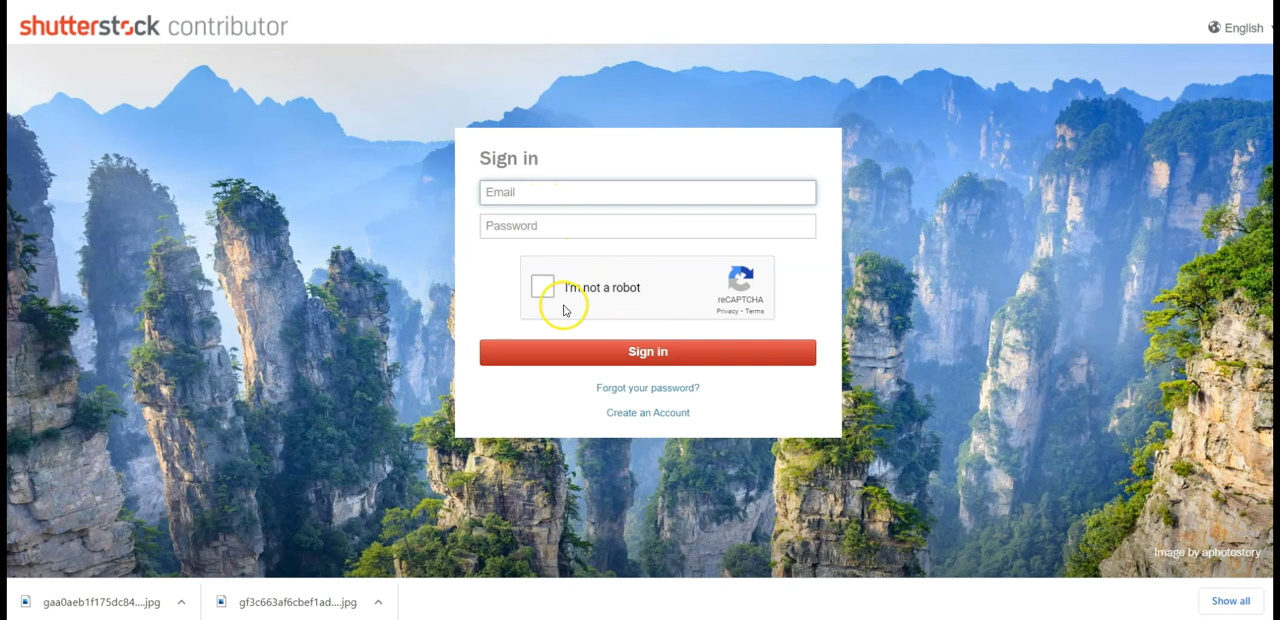 shutterstock contributor
English
Sign in
Email
Password
I'm not a robot
reCAPTCHA
Privacy - Terms
Sign in
Forgot your password?
Create an Account
Image by aphotostory
gaa0aeb1f175dc84....jpg
gf3c663af6cbef1ad....jpg
Show all